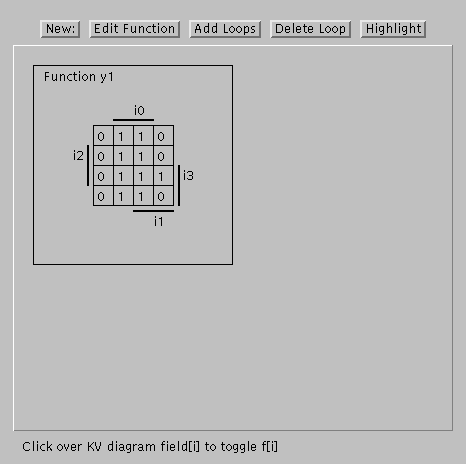 New: Edit Function Add Loops Delete Loop Highlight
Function y1
i0
0 1 1 0
i2 0 1 1 0
0 1 1 1 i3
0 1 1 0
i1
Click over KV diagram field[i] to toggle f[i]